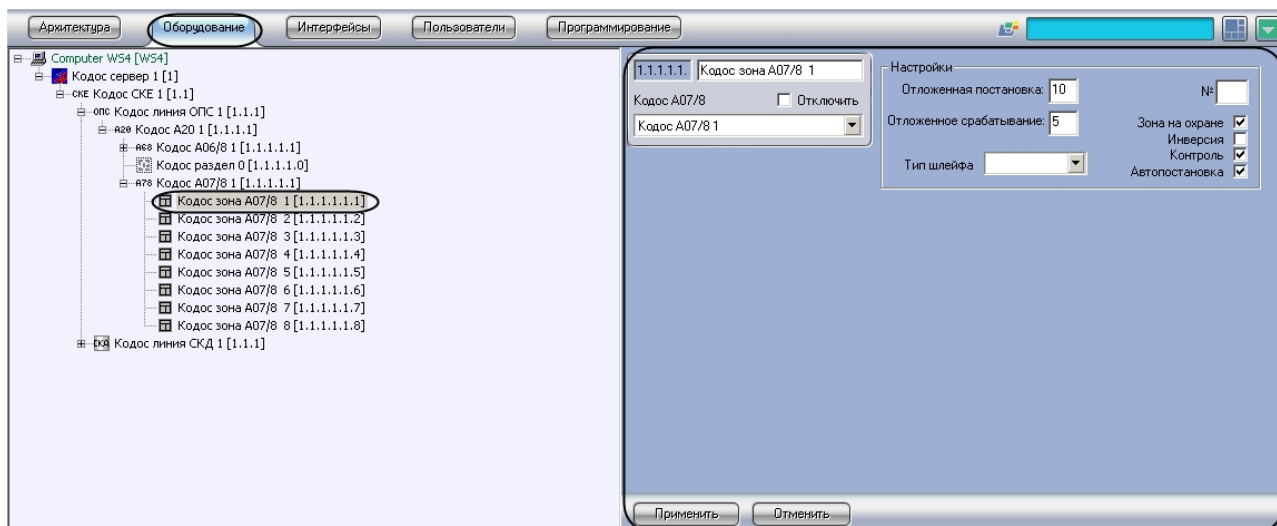 Архитектура Оборудование Интерфейсы Пользователи Программирование
Computer WS4 [WS4]
Кодос сервер 1 [1]
СКЕ Кодос СКЕ 1 [1.1]
ОПС Кодос линия ОПС 1 [1.1.1]
А20 Кодос А20 1 [1.1.1.1]
Кодос А06/8 1 [1.1.1.1.1]
Кодос раздел 0 [1.1.1.1.0]
А78 Кодос А07/8 1 [1.1.1.1.1]
Кодос зона А07/8 1 [1.1.1.1.1.1]
Кодос зона А07/8 2 [1.1.1.1.1.2]
Кодос зона А07/8 3 [1.1.1.1.1.3]
Кодос зона А07/8 4 [1.1.1.1.1.4]
Кодос зона А07/8 5 [1.1.1.1.1.5]
Кодос зона А07/8 6 [1.1.1.1.1.6]
Кодос зона А07/8 7 [1.1.1.1.1.7]
Кодос зона А07/8 8 [1.1.1.1.1.8]
СКД Кодос линия СКД 1 [1.1.1]
1.1.1.1.1. Кодос зона А07/8 1
Кодос А07/8 Отключить
Кодос А07/8 1
Настройки
Отложенная постановка: 10 №
Отложенное срабатывание: 5 Зона на охране
Инверсия
Контроль
Тип шлейфа Автопостановка
Применить Отменить